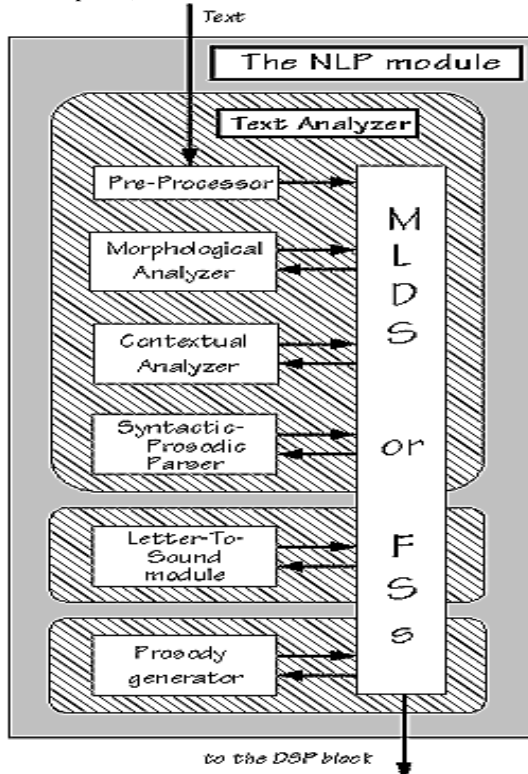 Text
The NLP module
Text Analyzer
Pre-Processor
Morphological
Analyzer
Contextual
Analyzer
Syntactic-
Prosodic
Parser
Letter-To-
Sound
module
Prosody
generator
M
L
D
S
or
F
S
s
to the DSP block